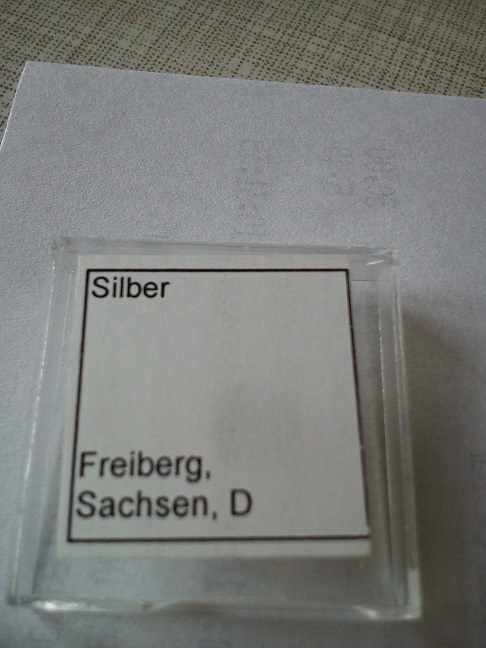 Silber
Freiberg,
Sachsen, D